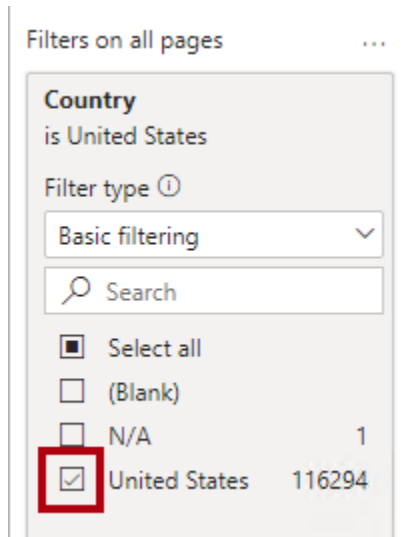 Filters on all pages ...
Country
is United States
Filter type
Basic filtering
Search
Select all
(Blank)
N/A 1
United States 116294